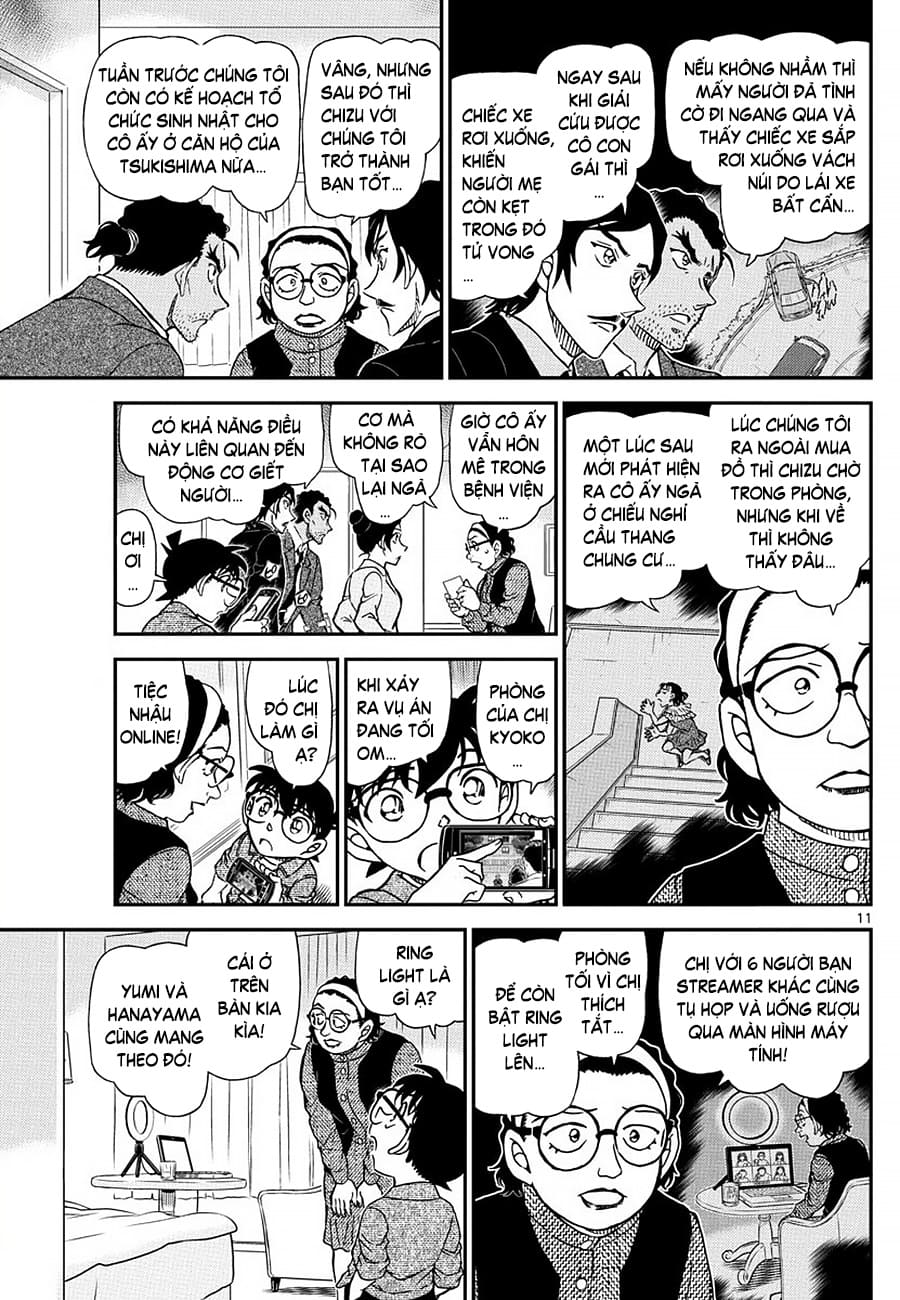 NẾU KHÔNG NHẦM THÌ
MẤY NGƯỜI ĐÃ TÌNH
CỜ ĐI NGANG QUA VÀ
THẤY CHIẾC XE SẮP
RƠI XUỐNG VÁCH
NÚI DO LÁI XE
BẤT CẨN...
NGAY SAU
KHI GIẢI
CỨU ĐƯỢC
CÔ CON
GÁI THÌ
...
CHIẾC XE
RƠI XUỐNG,
KHIẾN
NGƯỜI MẸ
CÒN KẸT
TRONG ĐÓ
TỬ VONG
...
VÂNG, NHƯNG
SAU ĐÓ THÌ
CHIZU VỚI
CHÚNG TÔI
TRỞ THÀNH
BẠN TỐT...
TUẦN TRƯỚC CHÚNG TÔI
CÒN CÓ KẾ HOẠCH TỔ
CHỨC SINH NHẬT CHO
CÔ ẤY Ở CĂN HỘ CỦA
TSUKISHIMA NỮA...
LÚC CHÚNG TÔI
RA NGOÀI MUA
ĐỒ THÌ CHIZU CHỜ
TRONG PHÒNG,
NHƯNG KHI VỀ
THÌ KHÔNG
THẤY ĐÂU...
MỘT LÚC SAU
MỚI PHÁT HIỆN
RA CÔ ẤY NGÃ
Ở CHIẾU NGHỈ
CẦU THANG
CHUNG CƯ...
GIỜ CÔ ẤY
VẪN HÔN
MÊ TRONG
BỆNH VIỆN
CƠ MÀ
KHÔNG RÕ
TẠI SAO
LẠI NGÃ
...
CÓ KHẢ NĂNG ĐIỀU
NÀY LIÊN QUAN ĐẾN
ĐỘNG CƠ GIẾT
NGƯỜI...
CHỊ
ƠI
...
PHÒNG
CỦA CHỊ
KYOKO
KHI XẢY
RA VỤ ÁN
ĐANG TỐI
OM...
LÚC
ĐÓ CHỊ
LÀM GÌ
Ạ?
TIỆC
NHẬU
ONLINE!
11
CHỊ VỚI 6 NGƯỜI BẠN
STREAMER KHÁC CÙNG
TỤ HỌP VÀ UỐNG RƯỢU
QUA MÀN HÌNH MÁY
TÍNH!
PHÒNG
TỐI VÌ CHỊ
THÍCH
TẮT...
ĐỂ CÒN
BẬT RING
LIGHT
LÊN...
RING
LIGHT LÀ
GÌ Ạ?
CÁI Ở
TRÊN
BÀN KIA
KÌA!
YUMI VÀ
HANAYAMA
CŨNG MANG
THEO ĐÓ!